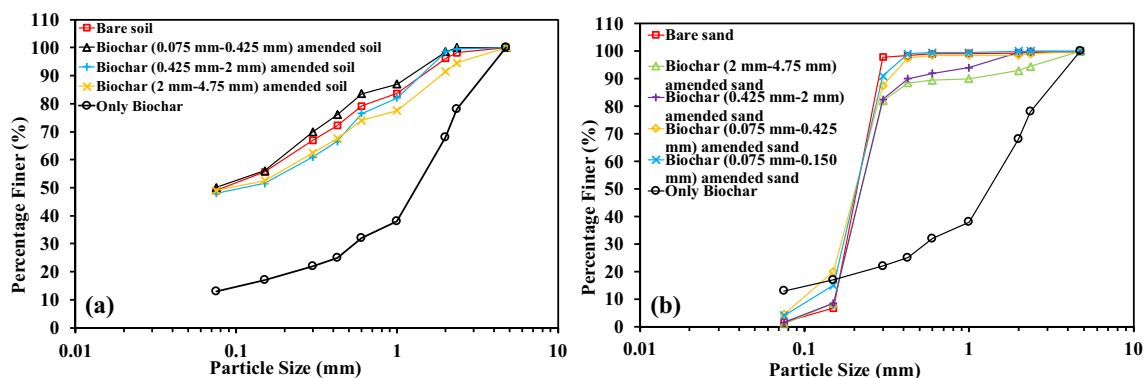 110
100
90
80
70
60
50
40
30
20
10
0
Percentage Finer (%)
Bare soil
Biochar (0.075 mm-0.425 mm) amended soil
Biochar (0.425 mm-2 mm) amended soil
Biochar (2 mm-4.75 mm) amended soil
Only Biochar
(a)
0.01
0.1
1
10
Particle Size (mm)
110
100
90
80
70
60
50
40
30
20
10
0
Percentage Finer (%)
Bare sand
Biochar (2 mm-4.75 mm)
amended sand
Biochar (0.425 mm-2 mm)
amended sand
Biochar (0.075 mm-0.425
mm) amended sand
Biochar (0.075 mm-0.150
mm) amended sand
Only Biochar
(b)
0.01
0.1
1
10
Particle Size (mm)